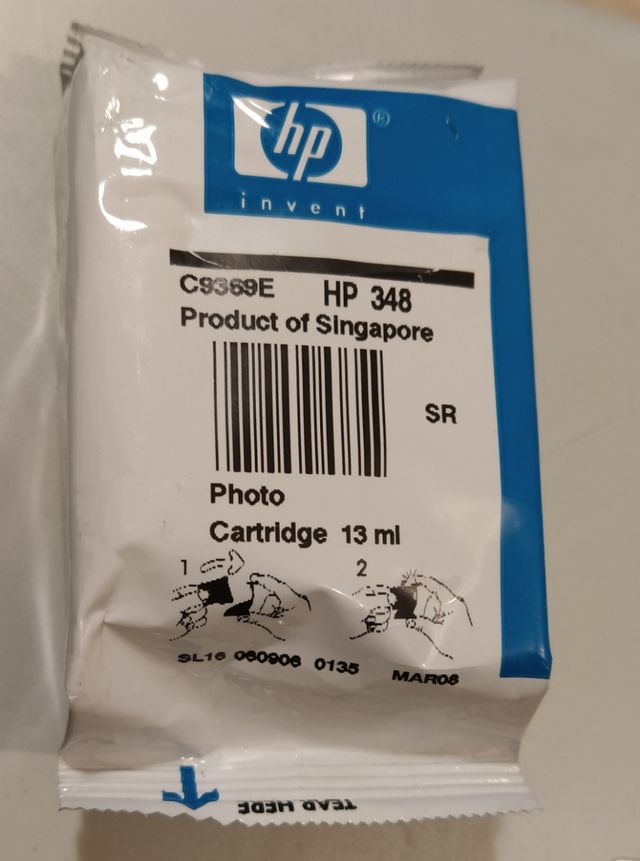 hp ®
invent
C9369E HP 348
Product of Singapore
SR
Photo
Cartridge 13 ml
1 2
SL16 060906 0135 MAR08
TEAR HERE